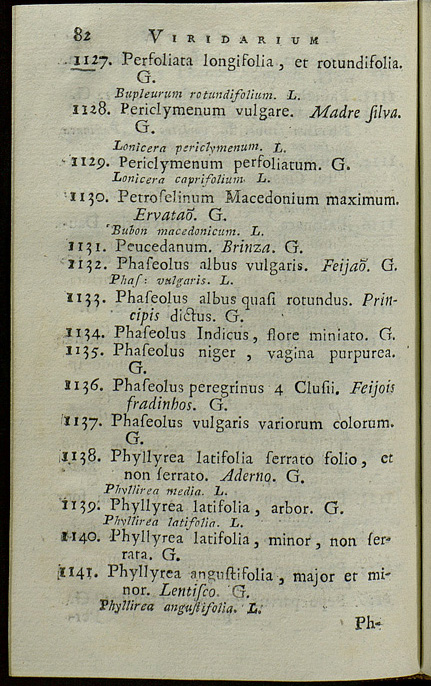 82 VIRIDARIUM
1127. Perfoliata longifolia, et rotundifolia.
G.
Bupleurum rotundifolium. L.
1128. Periclymenum vulgare. Madre ſilva.
G.
Lonicera periclymenum. L.
1129. Periclymenum perfoliatum. G.
Lonicera caprifolium. L.
1130. Petroſelinum Macedonium maximum.
Ervataõ. G.
Bubon macedonicum. L.
1131. Peucedanum. Brinza. G.
1132. Phaſeolus albus vulgaris. Feijaõ. G.
Phaſ: vulgaris. L.
1133. Phaſeolus albus quaſi rotundus. Prin-
cipis dictus. G.
1134. Phaſeolus Indicus, flore miniato. G.
1135. Phaſeolus niger, vagina purpurea.
G.
1136. Phaſeolus peregrinus 4 Cluſii. Feijois
fradinhos. G.
1137. Phaſeolus vulgaris variorum colorum.
G.
1138. Phyllyrea latifolia ſerrato folio, et
non ſerrato. Aderno. G.
Phyllirea media. L.
1139. Phyllyrea latifolia, arbor. G.
Phyllirea latifolia. L.
1140. Phyllyrea latifolia, minor, non ſer-
rata. G.
1141. Phyllyrea anguſtifolia, major et mi-
nor. Lentiſco. G.
Phyllirea anguſtifolia. L.
Ph-